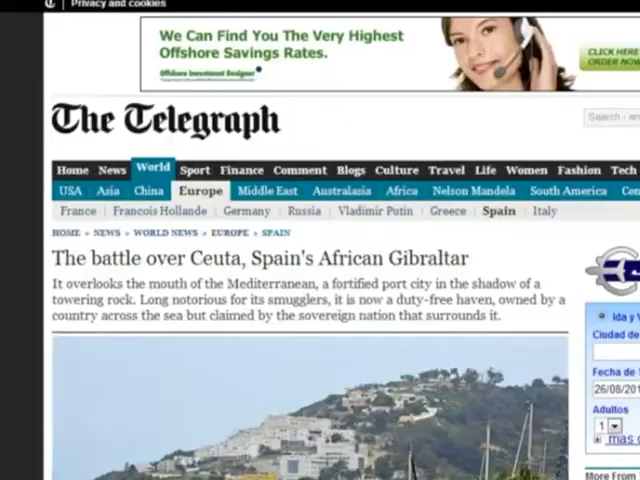 Privacy and cookies
We Can Find You The Very Highest
Offshore Savings Rates.
Offshore Investment Designer
CLICK HERE
ORDER NOW
The Telegraph
Search - en
Home News World Sport Finance Comment Blogs Culture Travel Life Women Fashion Tech
USA Asia China Europe Middle East Australasia Africa Nelson Mandela South America Cen
France Francois Hollande Germany Russia Vladimir Putin Greece Spain Italy
HOME » NEWS » WORLD NEWS » EUROPE » SPAIN
The battle over Ceuta, Spain's African Gibraltar
It overlooks the mouth of the Mediterranean, a fortified port city in the shadow of a
towering rock. Long notorious for its smugglers, it is now a duty-free haven, owned by a
country across the sea but claimed by the sovereign nation that surrounds it.
Ida y V
Ciudad de
Fecha de
26/08/201
Adultos
1
mas d
More From